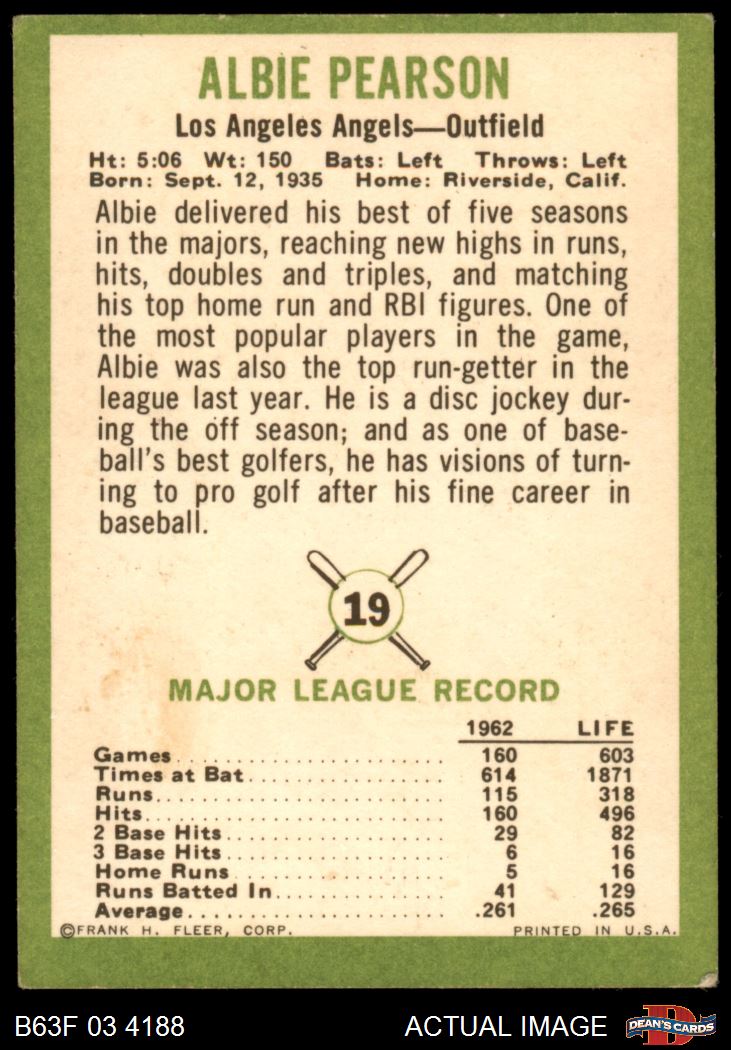 ALBIE PEARSON
Los Angeles Angels—Outfield
Ht: 5:06 Wt: 150 Bats: Left Throws: Left
Born: Sept. 12, 1935 Home: Riverside, Calif.
Albie delivered his best of five seasons
in the majors, reaching new highs in runs,
hits, doubles and triples, and matching
his top home run and RBI figures. One of
the most popular players in the game,
Albie was also the top run-getter in the
league last year. He is a disc jockey dur-
ing the off season; and as one of base-
ball's best golfers, he has visions of turn-
ing to pro golf after his fine career in
baseball.
19
MAJOR LEAGUE RECORD
1962 LIFE
Games 160 603
Times at Bat 614 1871
Runs 115 318
Hits 160 496
2 Base Hits 29 82
3 Base Hits 6 16
Home Runs 5 16
Runs Batted In 41 129
Average .261 .265
©FRANK H. FLEER, CORP. PRINTED IN U.S.A.
B63F 03 4188 ACTUAL IMAGE D DEAN'S CARDS